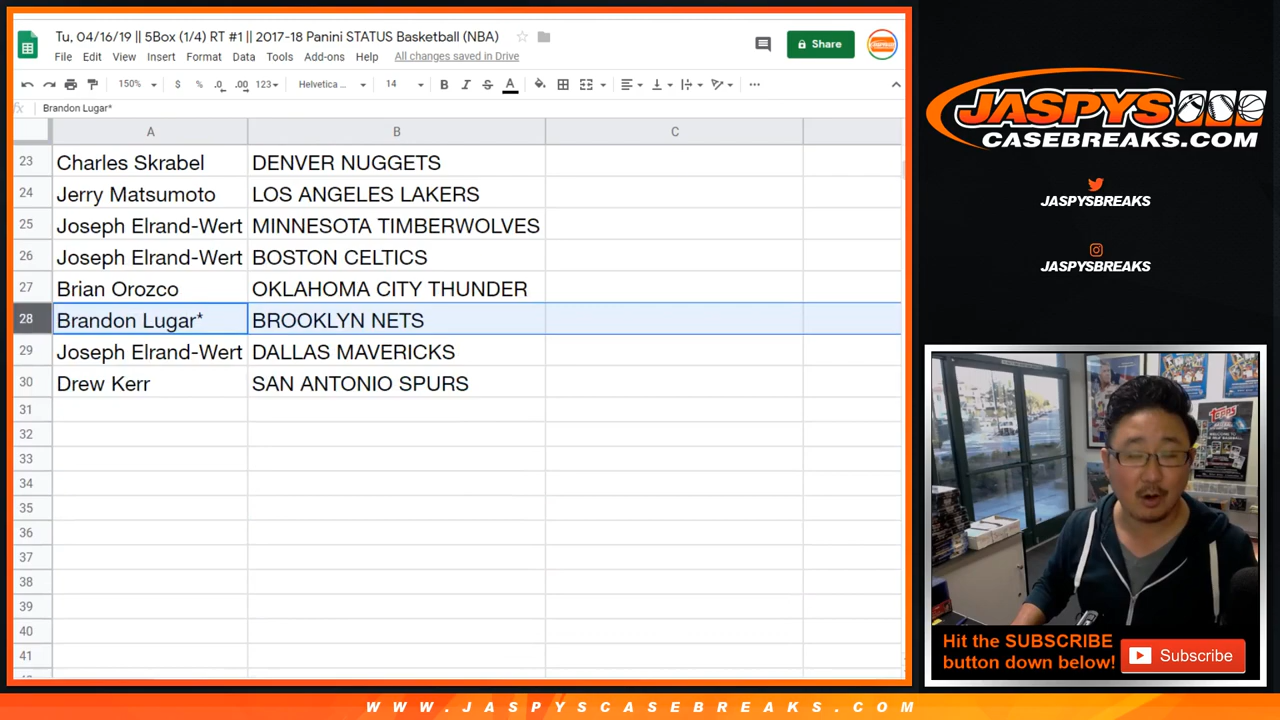 Tu, 04/16/19 || 5Box (1/4) RT #1 || 2017-18 Panini STATUS Basketball (NBA)
File Edit View Insert Format Data Tools Add-ons Help All changes saved in Drive
Share
150% $ % .0 .00 123 Helvetica ... 14 B I S A
fx Brandon Lugar*
A B C
23 Charles Skrabel DENVER NUGGETS
24 Jerry Matsumoto LOS ANGELES LAKERS
25 Joseph Elrand-Wert MINNESOTA TIMBERWOLVES
26 Joseph Elrand-Wert BOSTON CELTICS
27 Brian Orozco OKLAHOMA CITY THUNDER
28 Brandon Lugar* BROOKLYN NETS
29 Joseph Elrand-Wert DALLAS MAVERICKS
30 Drew Kerr SAN ANTONIO SPURS
31
32
33
34
35
36
37
38
39
40
41
JASPYS
CASEBREAKS.COM
JASPYSBREAKS
JASPYSBREAKS
Topps
Hit the SUBSCRIBE
button down below!
Subscribe
WWW.JASPYSCASEBREAKS.COM